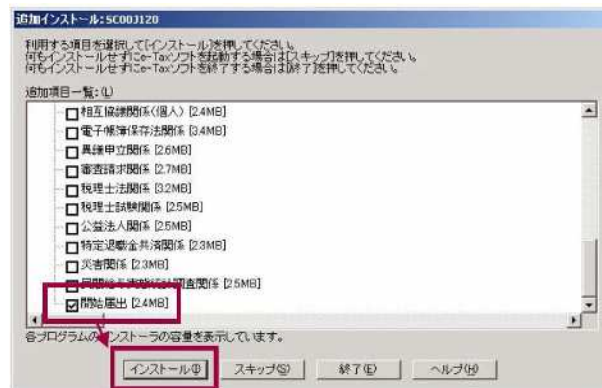 追加インストール:SC00J120
利用する項目を選択して[インストール]を押してください。
何もインストールせずにe-Taxソフトを起動する場合は[スキップ]を押してください。
何もインストールせずにe-Taxソフトを終了する場合は[終了]を押してください。
追加項目一覧:(L)
相互協議関係(個人) [2.4MB]
電子帳簿保存法関係 [3.4MB]
異議申立関係 [2.6MB]
審査請求関係 [2.7MB]
税理士法関係 [3.2MB]
税理士試験関係 [2.5MB]
公益法人関係 [2.6MB]
特定退職金共済関係 [2.3MB]
災害関係 [2.3MB]
調査関係 [2.5MB]
開始届出 [2.4MB]
各プログラムのインストーラの容量を表示しています。
インストール(I) スキップ(S) 終了(E) ヘルプ(H)